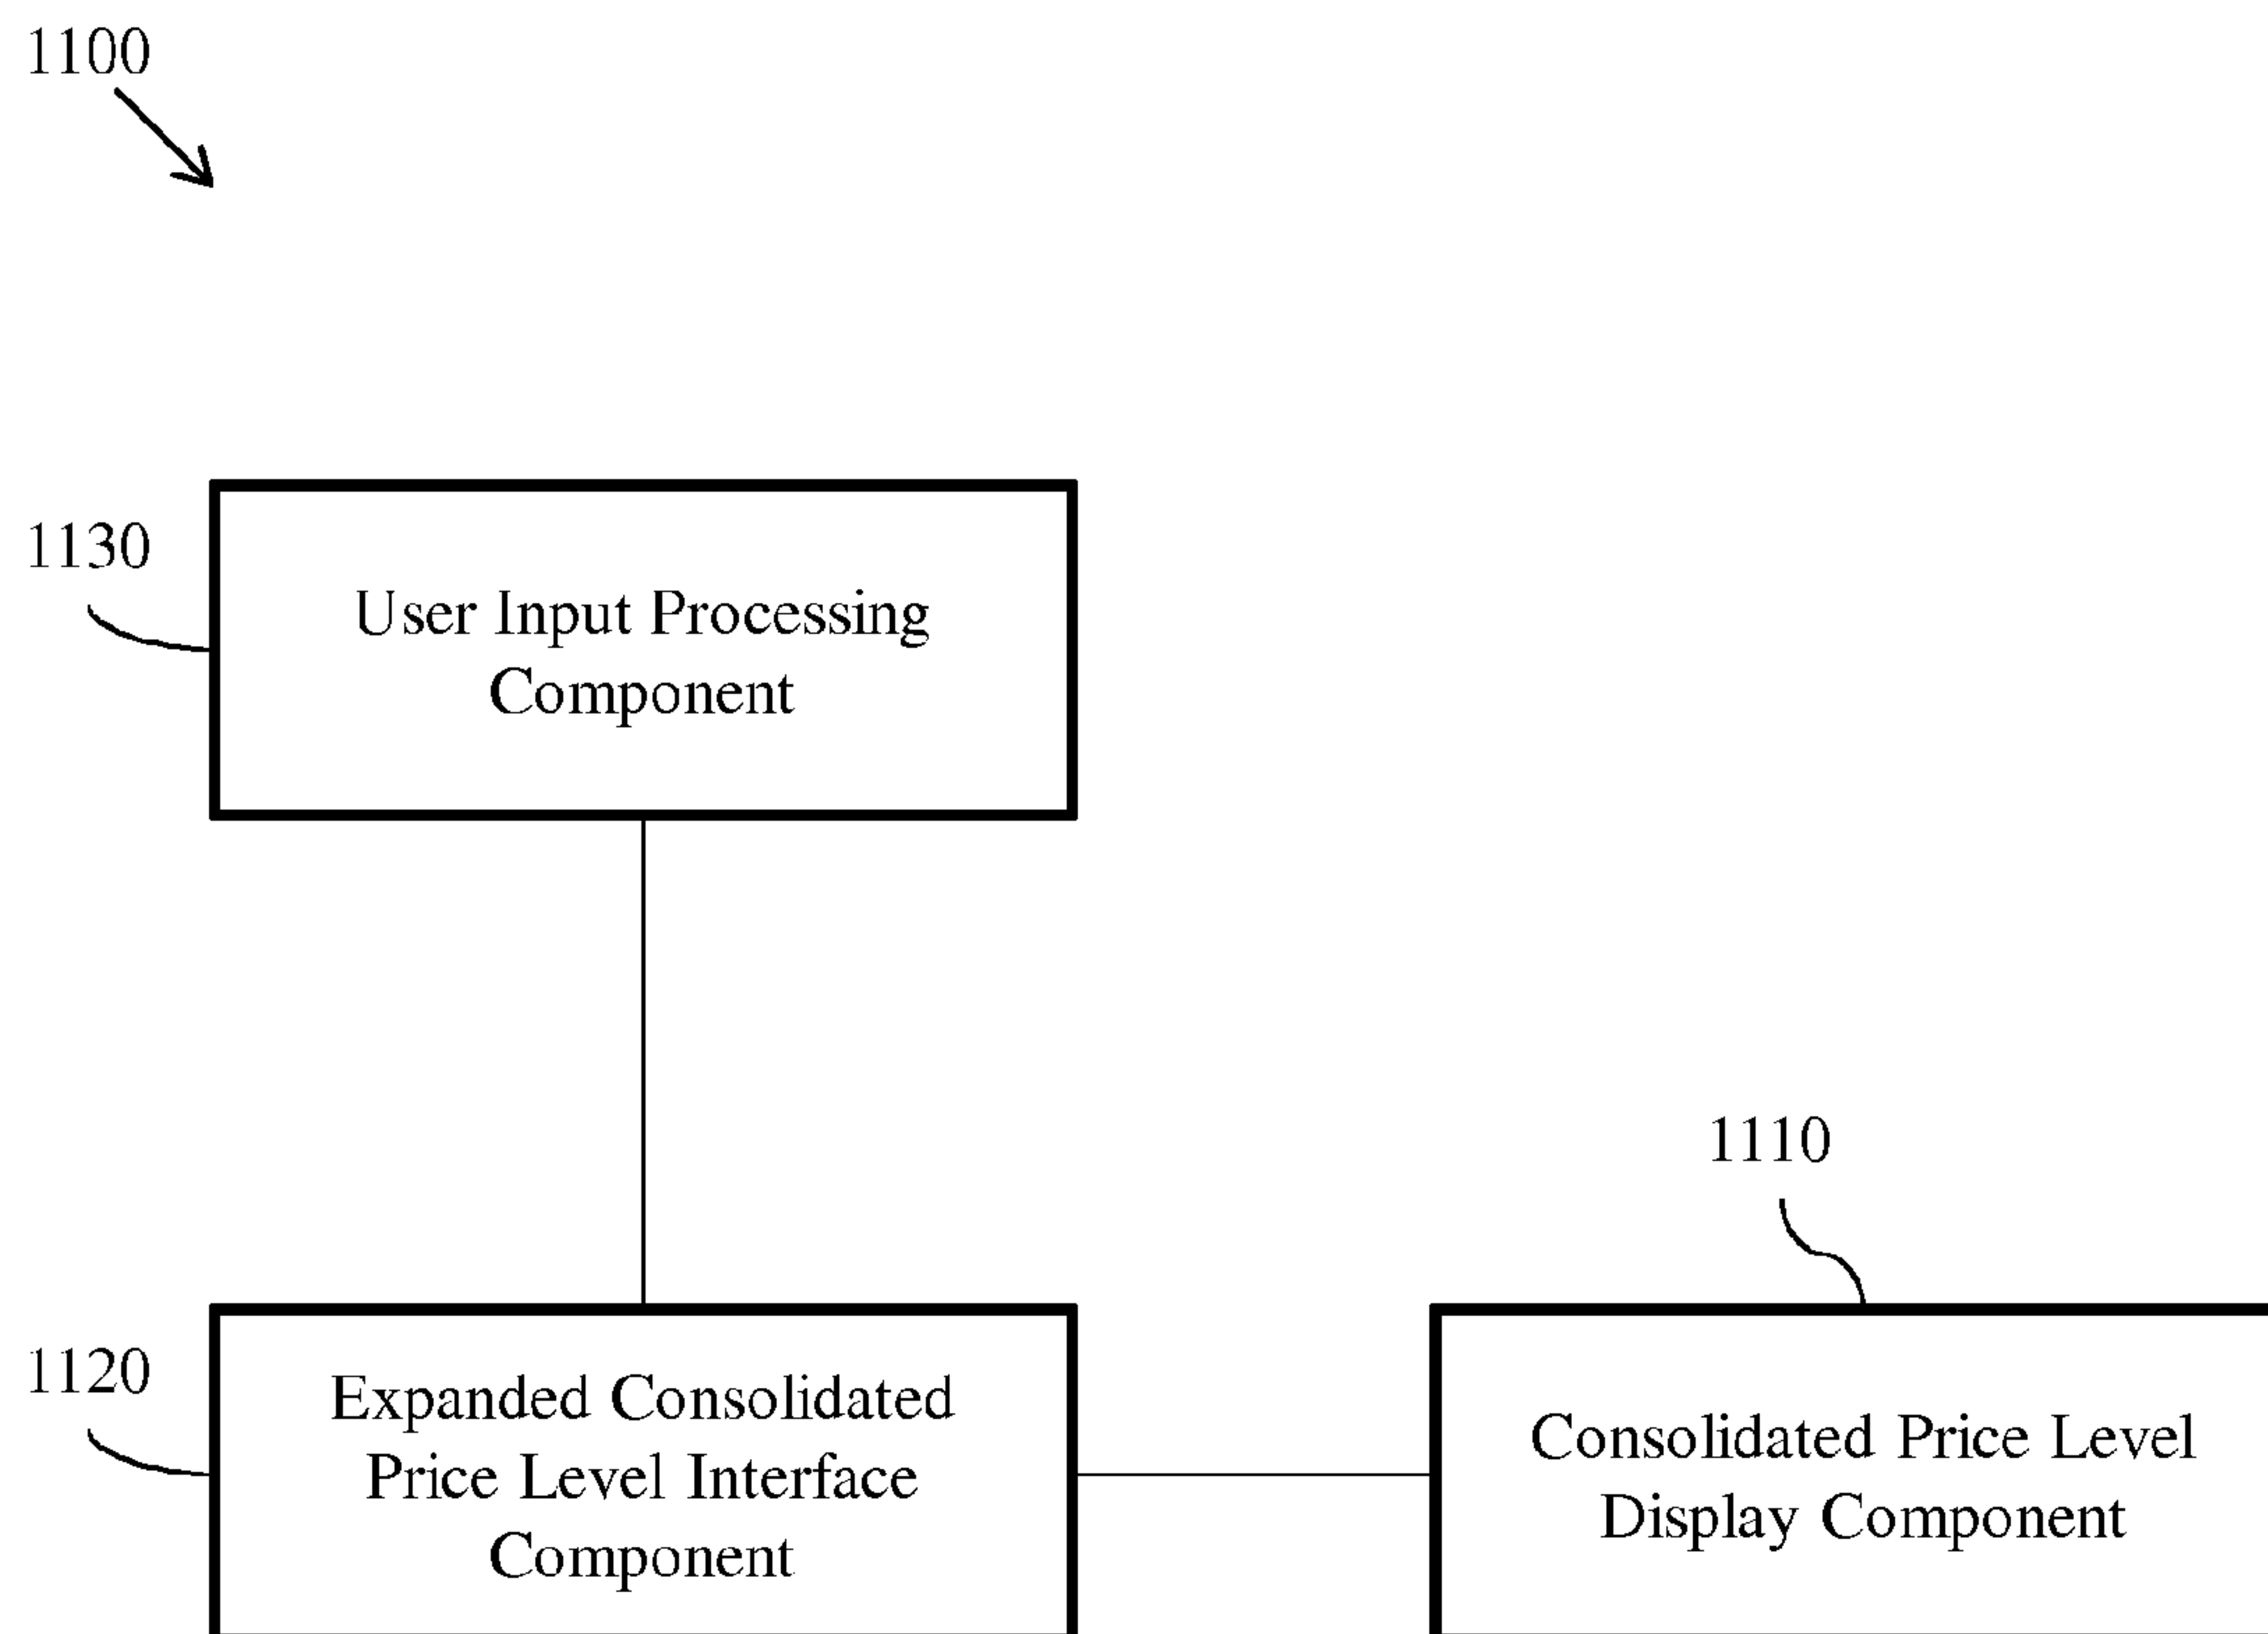 1100
1130
User Input Processing
Component
1110
1120
Expanded Consolidated
Price Level Interface
Component
Consolidated Price Level
Display Component